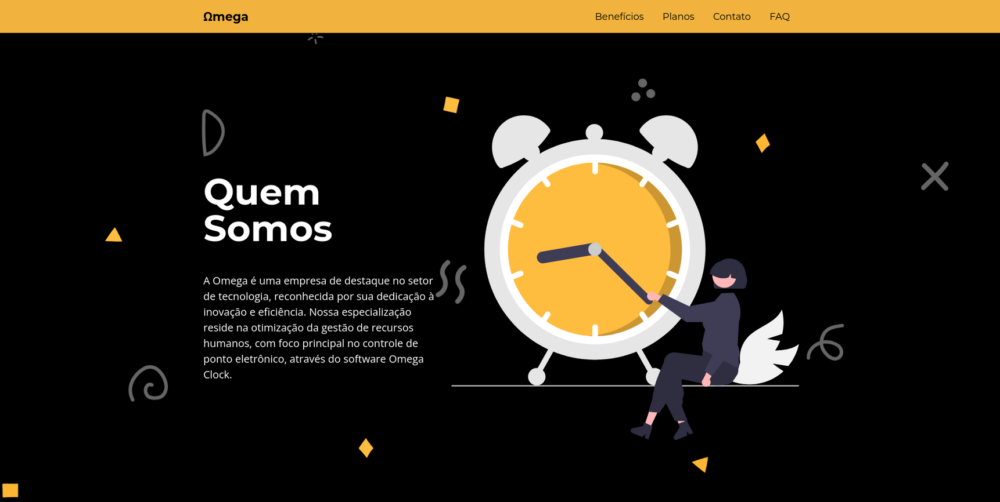 Ωmega
Benefícios
Planos
Contato
FAQ
Quem
Somos
A Omega é uma empresa de destaque no setor
de tecnologia, reconhecida por sua dedicação à
inovação e eficiência. Nossa especialização
reside na otimização da gestão de recursos
humanos, com foco principal no controle de
ponto eletrônico, através do software Omega
Clock.